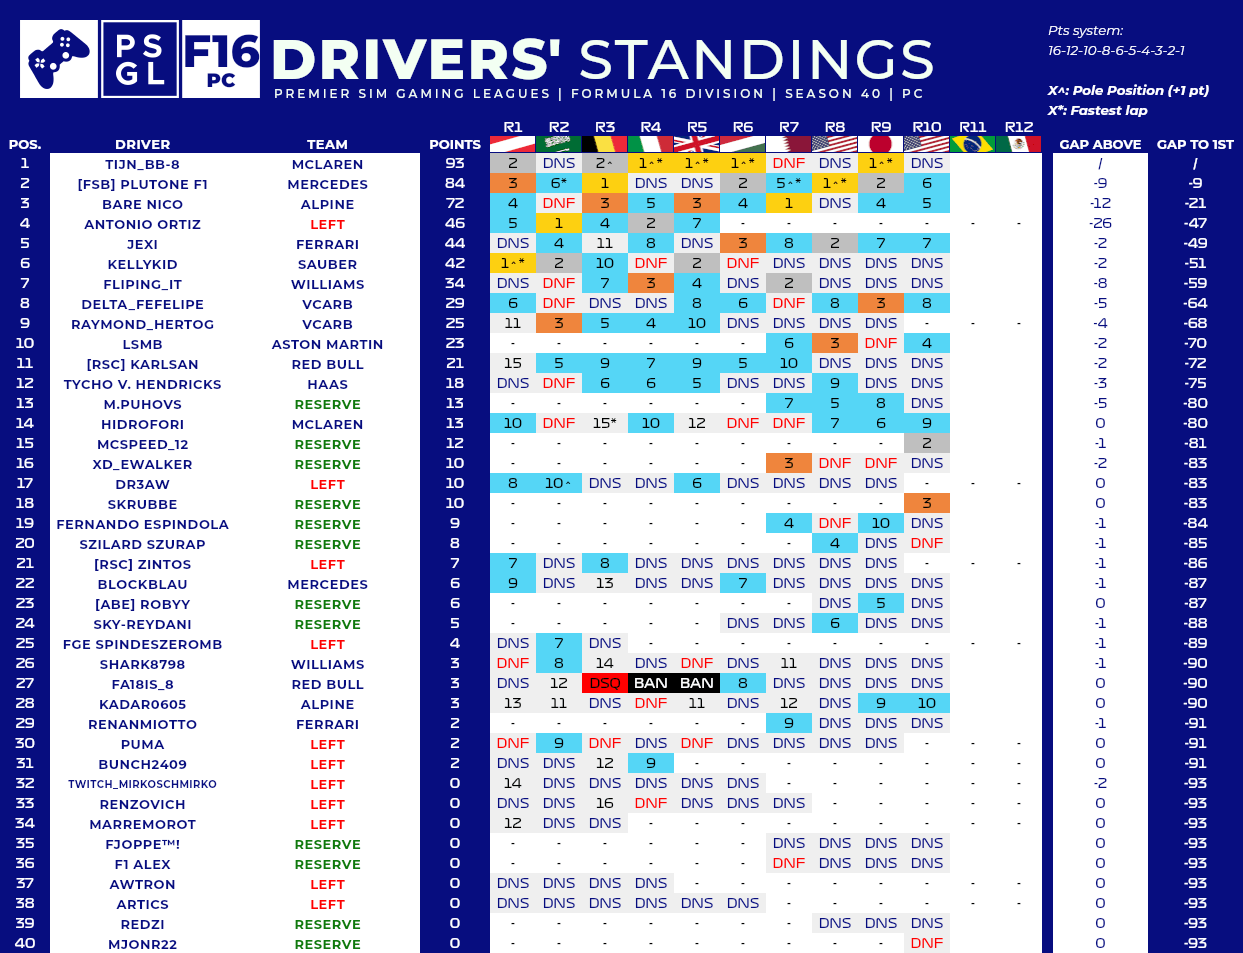 PS GL F16 PC DRIVERS' STANDINGS
PREMIER SIM GAMING LEAGUES | FORMULA 16 DIVISION | SEASON 40 | PC
Pts system:
16-12-10-8-6-5-4-3-2-1
X^: Pole Position (+1 pt)
X*: Fastest lap
R1 R2 R3 R4 R5 R6 R7 R8 R9 R10 R11 R12
POS. DRIVER TEAM POINTS GAP ABOVE GAP TO 1ST
1 TIJN_BB-8 MCLAREN 93 2 DNS 2^ 1^* 1^* 1^* DNF DNS 1^* DNS / /
2 [FSB] PLUTONE F1 MERCEDES 84 3 6* 1 DNS DNS 2 5^* 1^* 2 6 -9 -9
3 BARE NICO ALPINE 72 4 DNF 3 5 3 4 1 DNS 4 5 -12 -21
4 ANTONIO ORTIZ LEFT 46 5 1 4 2 7 - - - - - - - -26 -47
5 JEXI FERRARI 44 DNS 4 11 8 DNS 3 8 2 7 7 -2 -49
6 KELLYKID SAUBER 42 1^* 2 10 DNF 2 DNF DNS DNS DNS DNS -2 -51
7 FLIPING_IT WILLIAMS 34 DNS DNF 7 3 4 DNS 2 DNS DNS DNS -8 -59
8 DELTA_FEFELIPE VCARB 29 6 DNF DNS DNS 8 6 DNF 8 3 8 -5 -64
9 RAYMOND_HERTOG VCARB 25 11 3 5 4 10 DNS DNS DNS DNS - - - -4 -68
10 LSMB ASTON MARTIN 23 - - - - - - 6 3 DNF 4 -2 -70
11 [RSC] KARLSAN RED BULL 21 15 5 9 7 9 5 10 DNS DNS DNS -2 -72
12 TYCHO V. HENDRICKS HAAS 18 DNS DNF 6 6 5 DNS DNS 9 DNS DNS -3 -75
13 M.PUHOVS RESERVE 13 - - - - - - 7 5 8 DNS -5 -80
14 HIDROFORI MCLAREN 13 10 DNF 15* 10 12 DNF DNF 7 6 9 0 -80
15 MCSPEED_12 RESERVE 12 - - - - - - - - - 2 -1 -81
16 XD_EWALKER RESERVE 10 - - - - - - 3 DNF DNF DNS -2 -83
17 DR3AW LEFT 10 8 10^ DNS DNS 6 DNS DNS DNS DNS - - - 0 -83
18 SKRUBBE RESERVE 10 - - - - - - - - - 3 0 -83
19 FERNANDO ESPINDOLA RESERVE 9 - - - - - - 4 DNF 10 DNS -1 -84
20 SZILARD SZURAP RESERVE 8 - - - - - - - 4 DNS DNF -1 -85
21 [RSC] ZINTOS LEFT 7 7 DNS 8 DNS DNS DNS DNS DNS DNS - - - -1 -86
22 BLOCKBLAU MERCEDES 6 9 DNS 13 DNS DNS 7 DNS DNS DNS DNS -1 -87
23 [ABE] ROBYY RESERVE 6 - - - - - - - DNS 5 DNS 0 -87
24 SKY-REYDANI RESERVE 5 - - - - - DNS DNS 6 DNS DNS -1 -88
25 FGE SPINDESZEROMB LEFT 4 DNS 7 DNS - - - - - - - - - -1 -89
26 SHARK8798 WILLIAMS 3 DNF 8 14 DNS DNF DNS 11 DNS DNS DNS -1 -90
27 FA18IS_8 RED BULL 3 DNS 12 DSQ BAN BAN 8 DNS DNS DNS DNS 0 -90
28 KADAR0605 ALPINE 3 13 11 DNS DNF 11 DNS 12 DNS 9 10 0 -90
29 RENANMIOTTO FERRARI 2 - - - - - - 9 DNS DNS DNS -1 -91
30 PUMA LEFT 2 DNF 9 DNF DNS DNF DNS DNS DNS DNS - - - 0 -91
31 BUNCH2409 LEFT 2 DNS DNS 12 9 - - - - - - - - 0 -91
32 TWITCH_MIRKOSCHMIRKO LEFT 0 14 DNS DNS DNS DNS DNS - - - - - - -2 -93
33 RENZOVICH LEFT 0 DNS DNS 16 DNF DNS DNS DNS - - - - - 0 -93
34 MARREMOROT LEFT 0 12 DNS DNS - - - - - - - - - 0 -93
35 FJOPPE™! RESERVE 0 - - - - - - DNS DNS DNS DNS 0 -93
36 F1 ALEX RESERVE 0 - - - - - - DNF DNS DNS DNS 0 -93
37 AWTRON LEFT 0 DNS DNS DNS DNS - - - - - - - - 0 -93
38 ARTICS LEFT 0 DNS DNS DNS DNS DNS DNS - - - - - - 0 -93
39 REDZI RESERVE 0 - - - - - - - DNS DNS DNS 0 -93
40 MJONR22 RESERVE 0 - - - - - - - - - DNF 0 -93